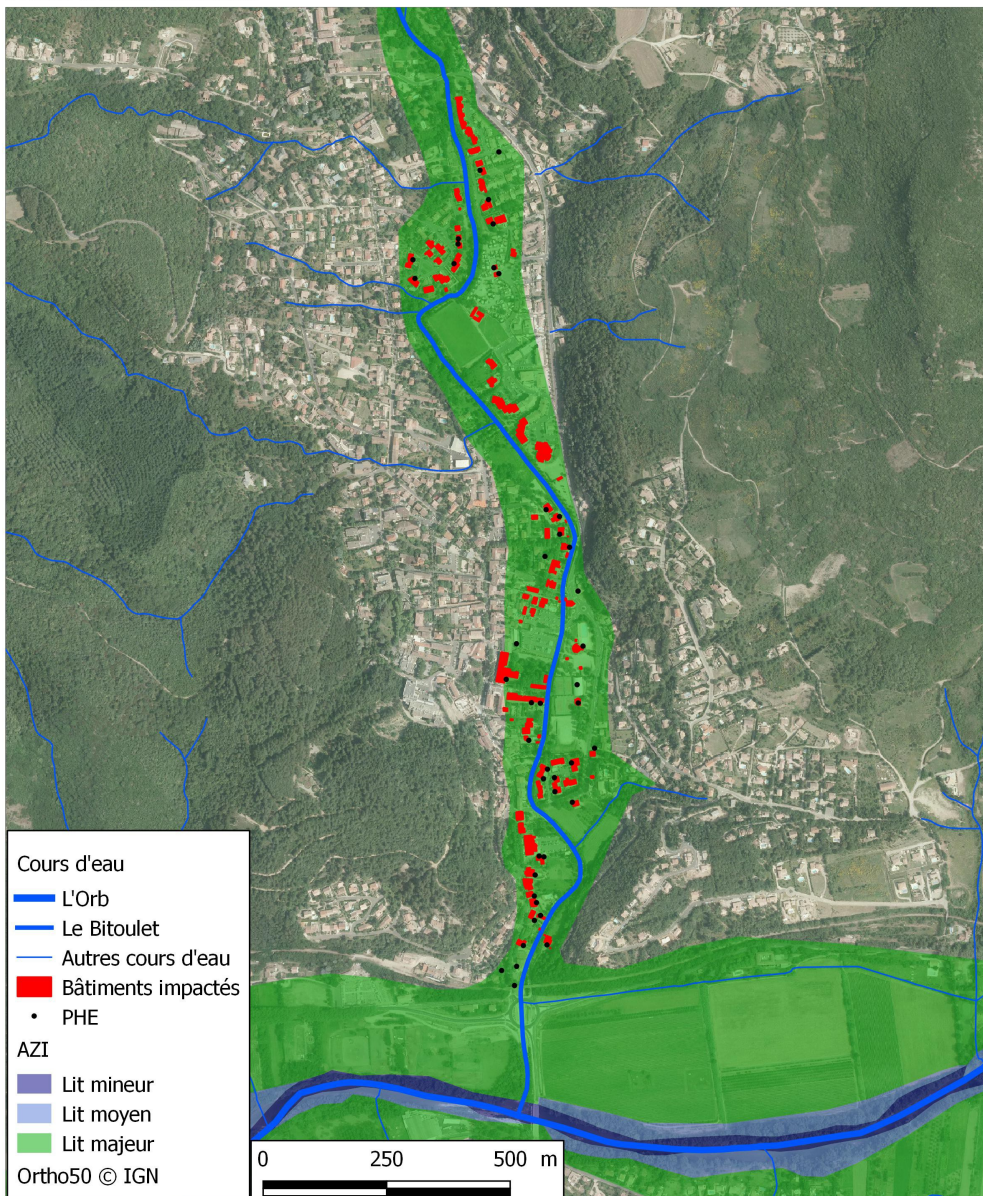 Cours d'eau
L'Orb
Le Bitoulet
Autres cours d'eau
Bâtiments impactés
PHE
AZI
Lit mineur
Lit moyen
Lit majeur
Ortho50 © IGN
0 250 500 m